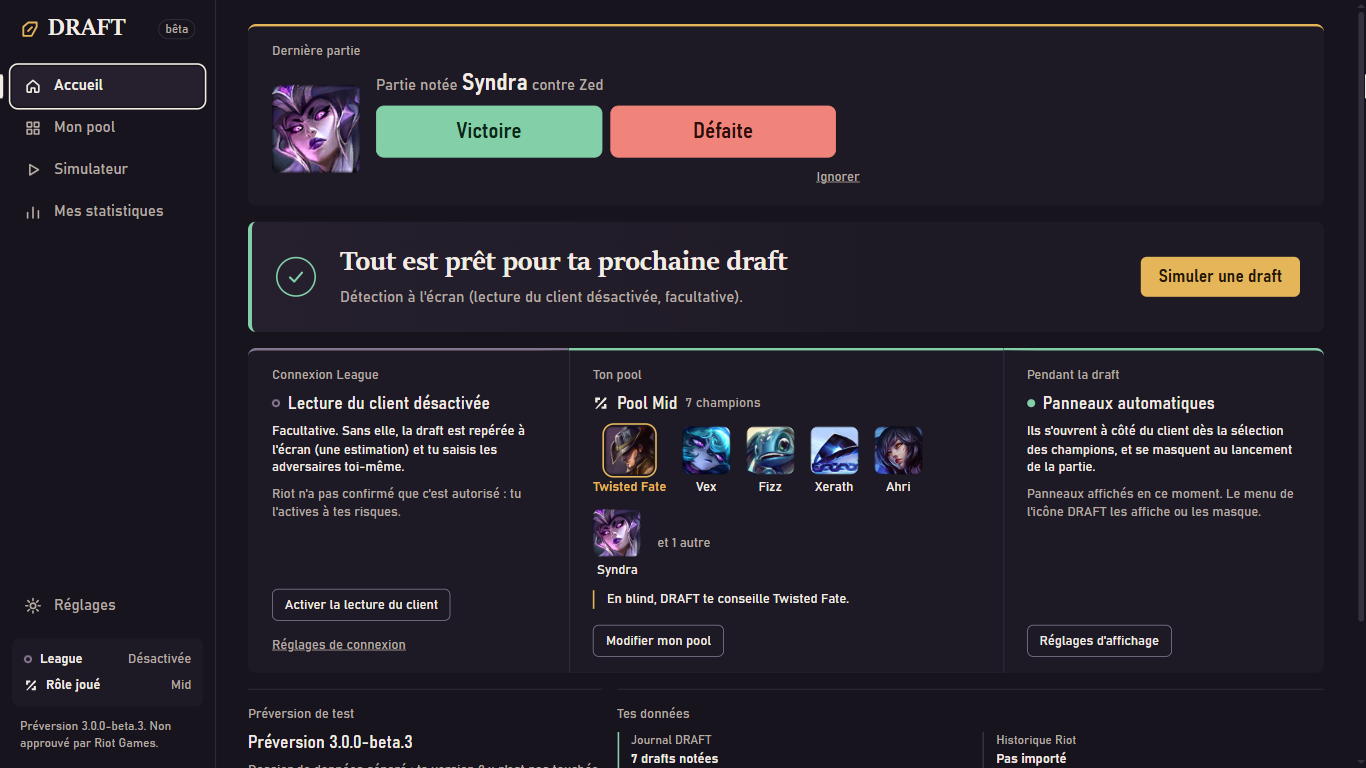 DRAFT
bêta
Accueil
Mon pool
Simulateur
Mes statistiques
Réglages
League Désactivée
Rôle joué Mid
Préversion 3.0.0-beta.3. Non
approuvé par Riot Games.
Dernière partie
Partie notée Syndra contre Zed
Victoire
Défaite
Ignorer
Tout est prêt pour ta prochaine draft
Détection à l'écran (lecture du client désactivée, facultative).
Simuler une draft
Connexion League
Lecture du client désactivée
Facultative. Sans elle, la draft est repérée à
l'écran (une estimation) et tu saisis les
adversaires toi-même.
Riot n'a pas confirmé que c'est autorisé : tu
l'actives à tes risques.
Activer la lecture du client
Réglages de connexion
Ton pool
Pool Mid 7 champions
Twisted Fate
Vex
Fizz
Xerath
Ahri
Syndra
et 1 autre
En blind, DRAFT te conseille Twisted Fate.
Modifier mon pool
Pendant la draft
Panneaux automatiques
Ils s'ouvrent à côté du client dès la sélection
des champions, et se masquent au lancement
de la partie.
Panneaux affichés en ce moment. Le menu de
l'icône DRAFT les affiche ou les masque.
Réglages d'affichage
Préversion de test
Préversion 3.0.0-beta.3
Tes données
Journal DRAFT
7 drafts notées
Historique Riot
Pas importé